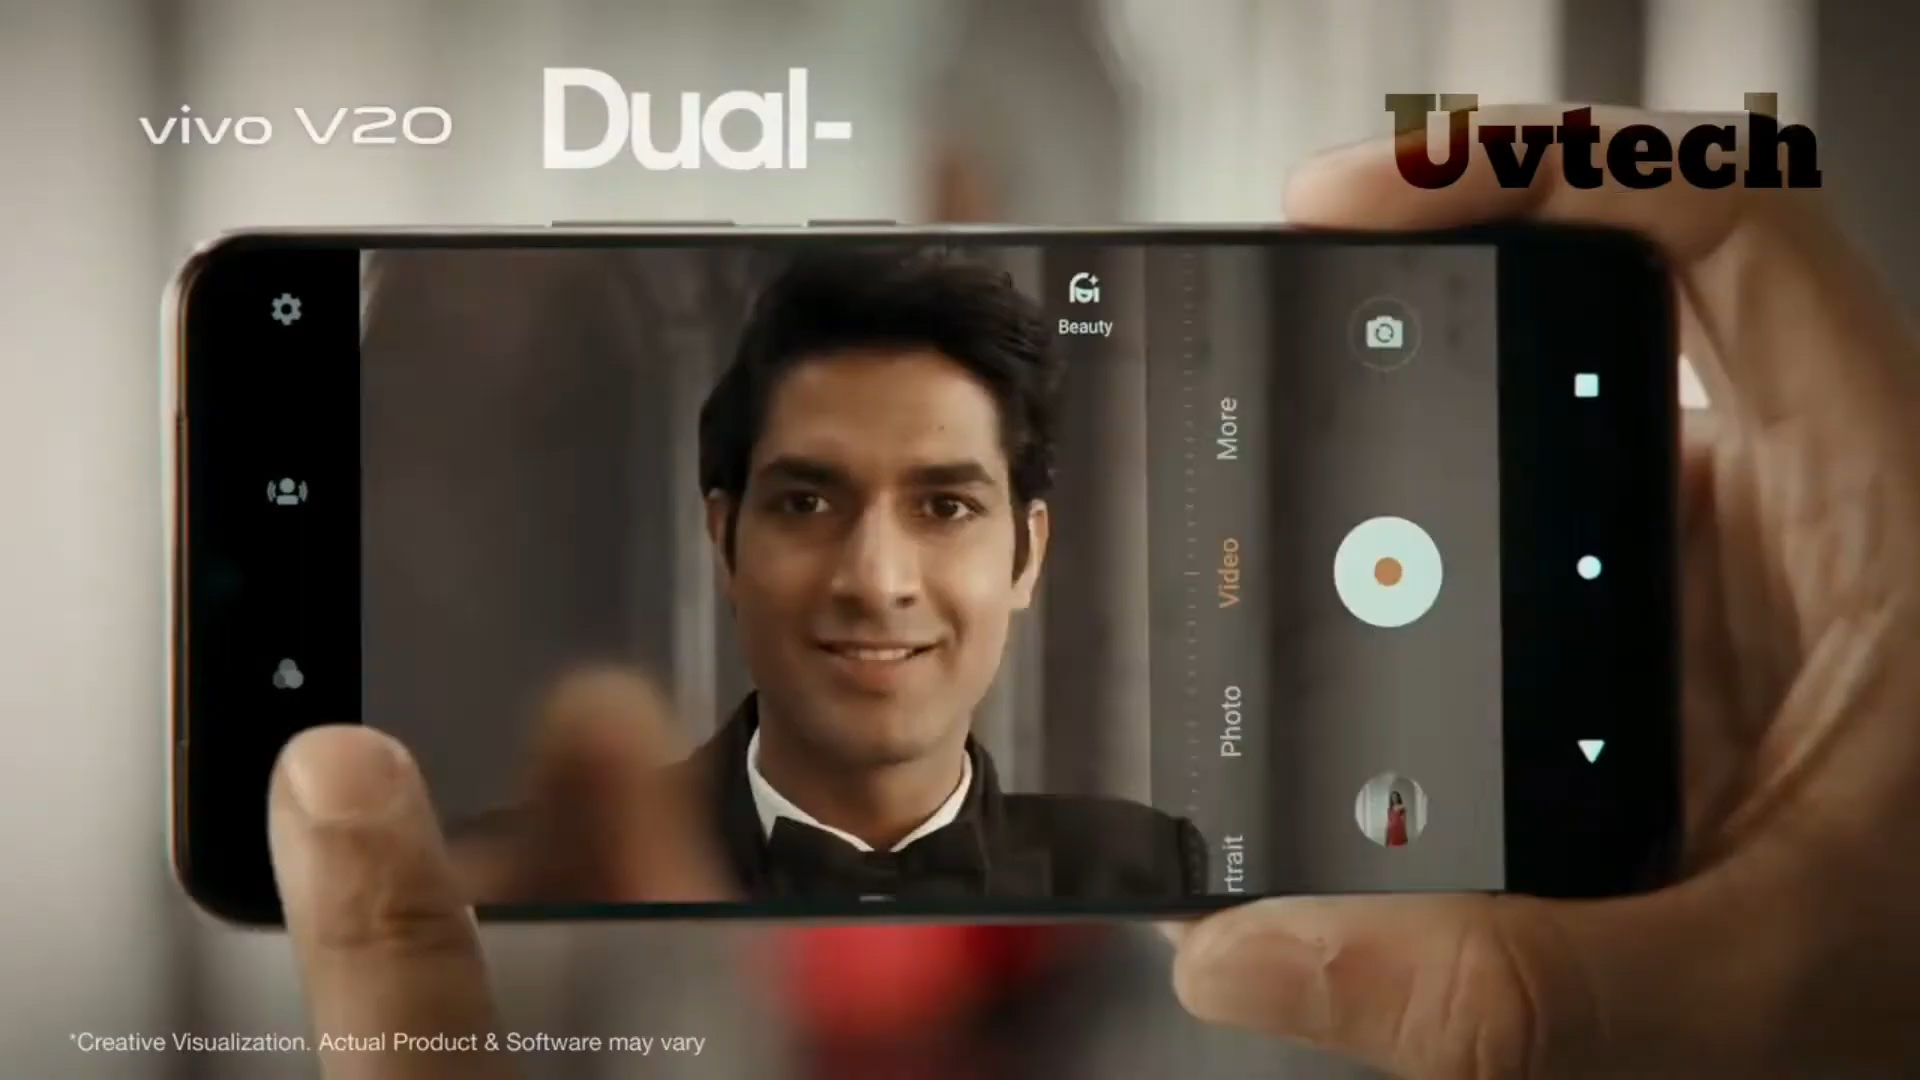 vivo V20
Dual-
Uvtech
Beauty
More
Video
Photo
rtrait
*Creative Visualization. Actual Product & Software may vary